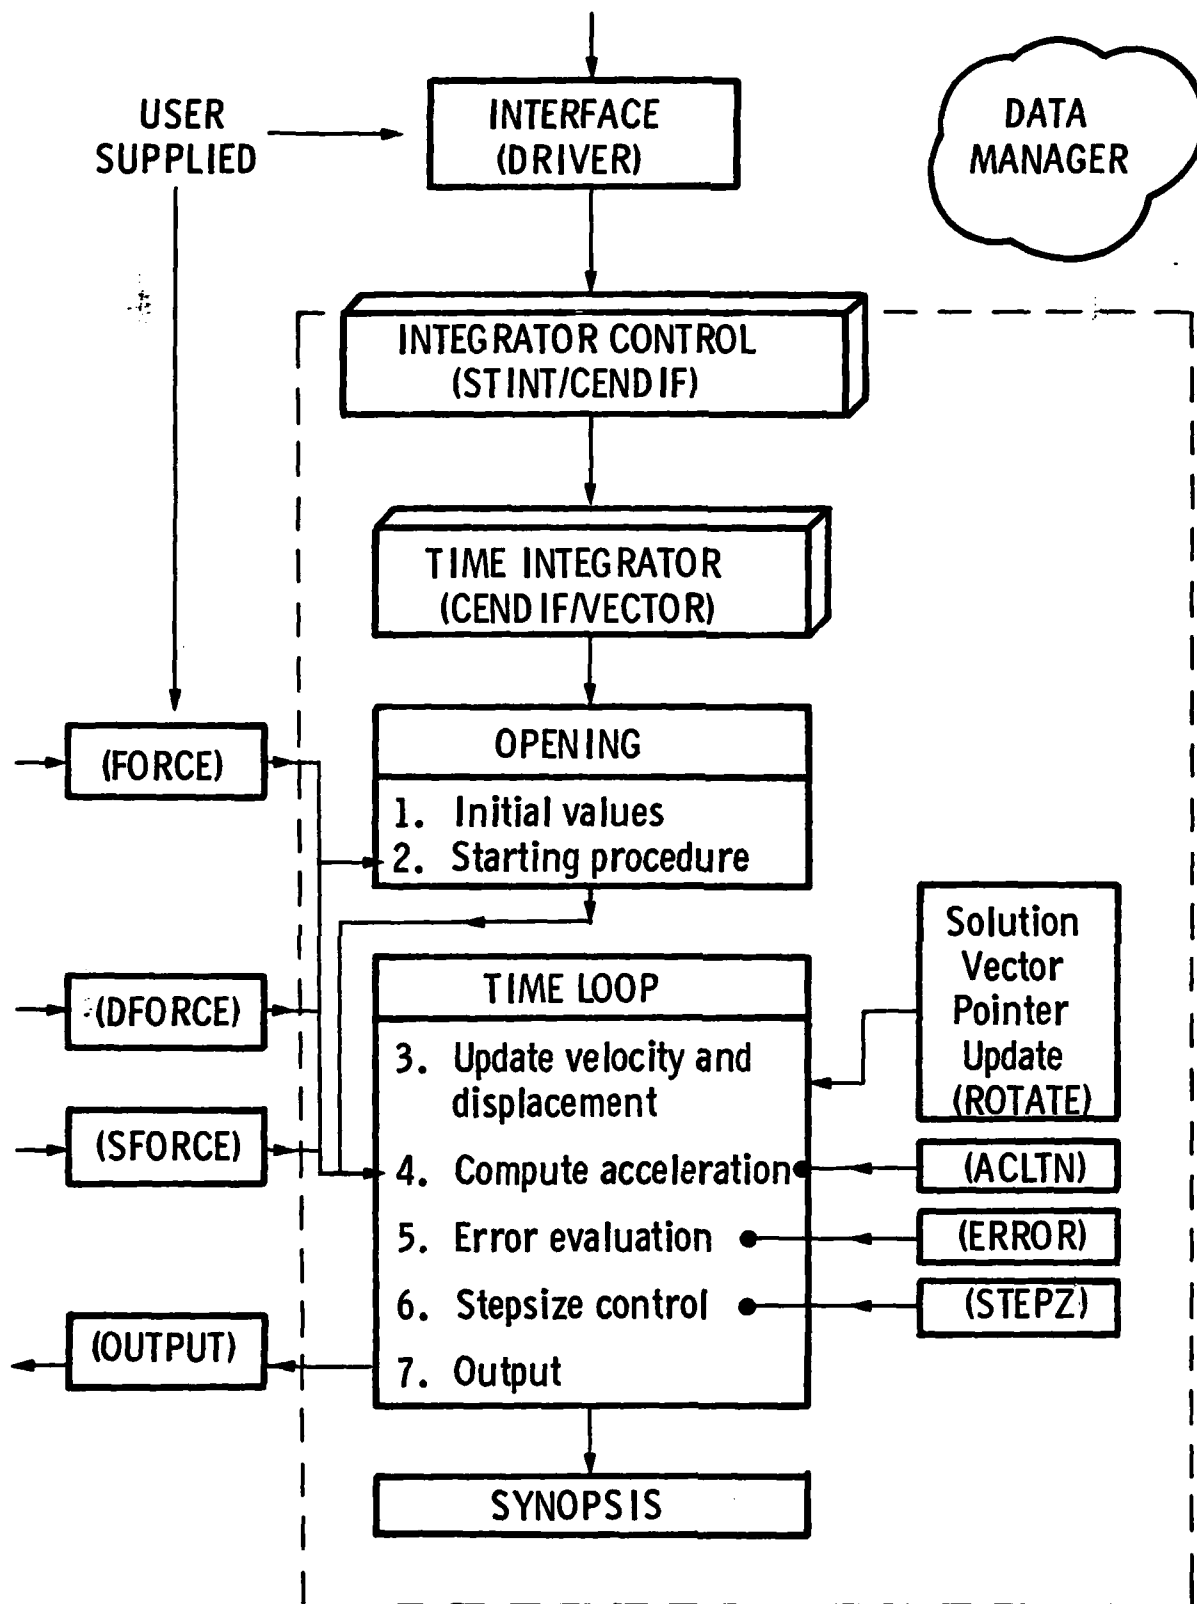 USER
SUPPLIED
INTERFACE
(DRIVER)
DATA
MANAGER
INTEGRATOR CONTROL
(STINT/CENDIF)
TIME INTEGRATOR
(CENDIF/VECTOR)
(FORCE)
OPENING
1. Initial values
2. Starting procedure
(DFORCE)
(SFORCE)
(OUTPUT)
TIME LOOP
3. Update velocity and
displacement
4. Compute acceleration
5. Error evaluation
6. Stepsize control
7. Output
Solution
Vector
Pointer
Update
(ROTATE)
(ACLTN)
(ERROR)
(STEPZ)
SYNOPSIS